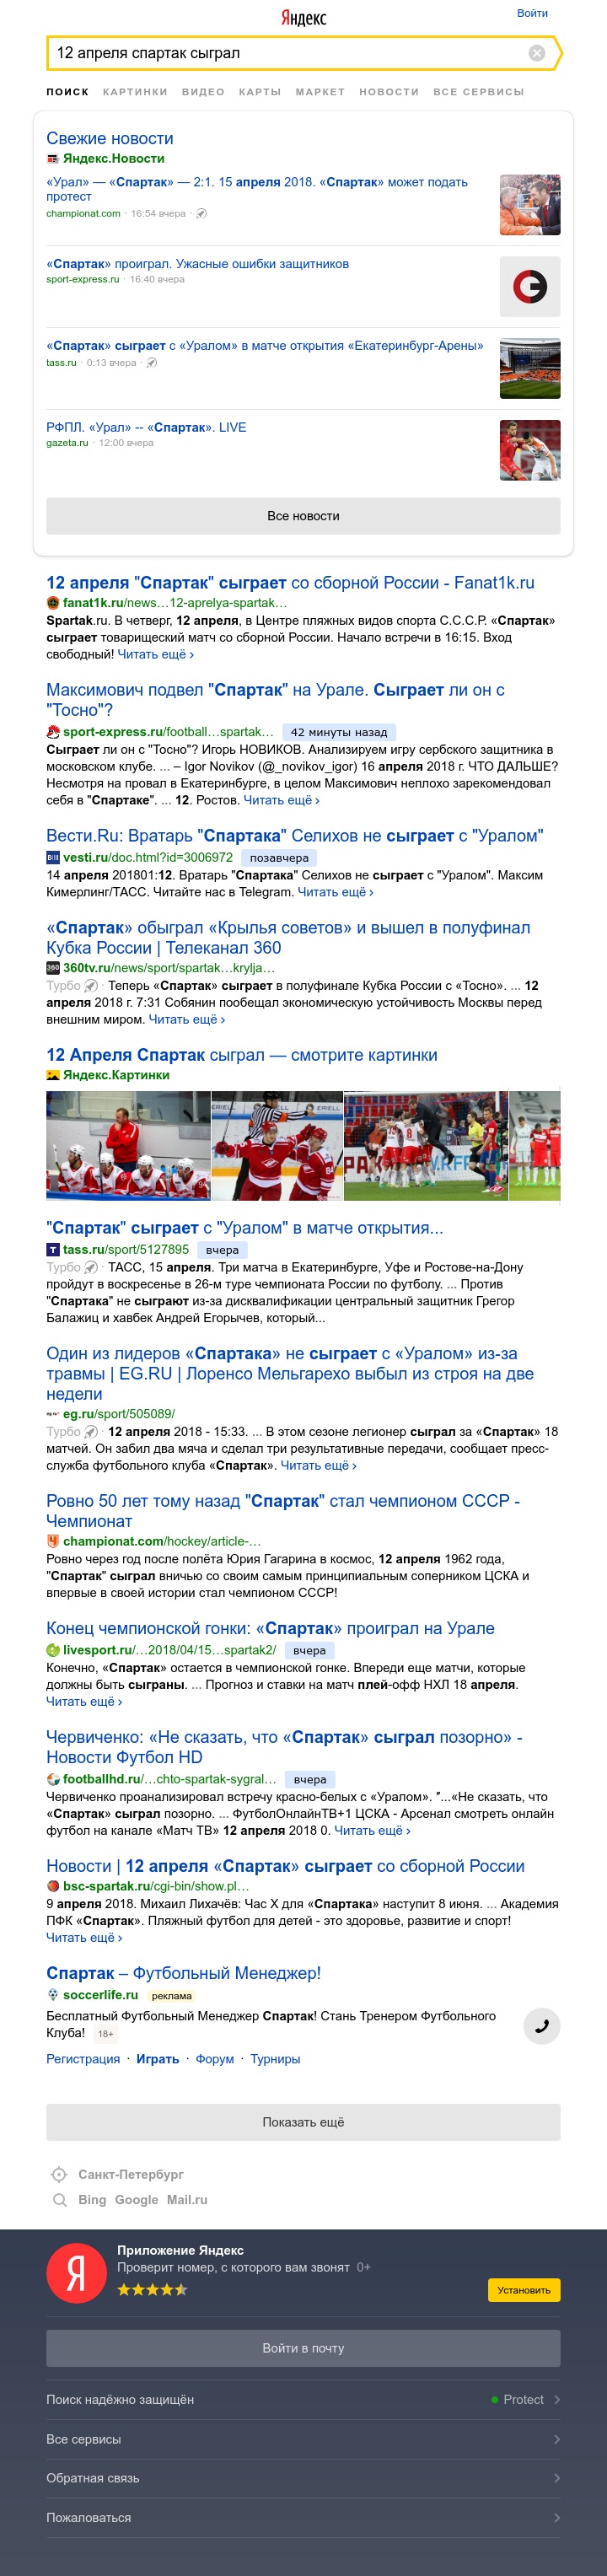 Яндекс
Войти
12 апреля спартак сыграл
ПОИСК КАРТИНКИ ВИДЕО КАРТЫ МАРКЕТ НОВОСТИ ВСЕ СЕРВИСЫ
Свежие новости
Яндекс.Новости
«Урал» — «Спартак» — 2:1. 15 апреля 2018. «Спартак» может подать
протест
championat.com · 16:54 вчера ·
«Спартак» проиграл. Ужасные ошибки защитников
sport-express.ru · 16:40 вчера
«Спартак» сыграет с «Уралом» в матче открытия «Екатеринбург-Арены»
tass.ru · 0:13 вчера ·
РФПЛ. «Урал» -- «Спартак». LIVE
gazeta.ru · 12:00 вчера
Все новости
12 апреля "Спартак" сыграет со сборной России - Fanat1k.ru
fanat1k.ru/news…12-aprelya-spartak…
Spartak.ru. В четверг, 12 апреля, в Центре пляжных видов спорта С.С.С.Р. «Спартак»
сыграет товарищеский матч со сборной России. Начало встречи в 16:15. Вход
свободный! Читать ещё ›
Максимович подвел "Спартак" на Урале. Сыграет ли он с
"Тосно"?
sport-express.ru/football…spartak… 42 минуты назад
Сыграет ли он с "Тосно"? Игорь НОВИКОВ. Анализируем игру сербского защитника в
московском клубе. ... – Igor Novikov (@_novikov_igor) 16 апреля 2018 г. ЧТО ДАЛЬШЕ?
Несмотря на провал в Екатеринбурге, в целом Максимович неплохо зарекомендовал
себя в "Спартаке". ... 12. Ростов. Читать ещё ›
Вести.Ru: Вратарь "Спартака" Селихов не сыграет с "Уралом"
vesti.ru/doc.html?id=3006972 позавчера
14 апреля 201801:12. Вратарь "Спартака" Селихов не сыграет с "Уралом". Максим
Кимерлинг/ТАСС. Читайте нас в Telegram. Читать ещё ›
«Спартак» обыграл «Крылья советов» и вышел в полуфинал
Кубка России | Телеканал 360
360tv.ru/news/sport/spartak…krylja…
Турбо · Теперь «Спартак» сыграет в полуфинале Кубка России с «Тосно». ... 12
апреля 2018 г. 7:31 Собянин пообещал экономическую устойчивость Москвы перед
внешним миром. Читать ещё ›
12 Апреля Спартак сыграл — смотрите картинки
Яндекс.Картинки
"Спартак" сыграет с "Уралом" в матче открытия...
tass.ru/sport/5127895 вчера
Турбо · ТАСС, 15 апреля. Три матча в Екатеринбурге, Уфе и Ростове-на-Дону
пройдут в воскресенье в 26-м туре чемпионата России по футболу. ... Против
"Спартака" не сыграют из-за дисквалификации центральный защитник Грегор
Балажиц и хавбек Андрей Егорычев, который...
Один из лидеров «Спартака» не сыграет с «Уралом» из-за
травмы | EG.RU | Лоренсо Мельгарехо выбыл из строя на две
недели
eg.ru/sport/505089/
Турбо · 12 апреля 2018 - 15:33. ... В этом сезоне легионер сыграл за «Спартак» 18
матчей. Он забил два мяча и сделал три результативные передачи, сообщает пресс-
служба футбольного клуба «Спартак». Читать ещё ›
Ровно 50 лет тому назад "Спартак" стал чемпионом СССР -
Чемпионат
championat.com/hockey/article-…
Ровно через год после полёта Юрия Гагарина в космос, 12 апреля 1962 года,
"Спартак" сыграл вничью со своим самым принципиальным соперником ЦСКА и
впервые в своей истории стал чемпионом СССР!
Конец чемпионской гонки: «Спартак» проиграл на Урале
livesport.ru/…2018/04/15…spartak2/ вчера
Конечно, «Спартак» остается в чемпионской гонке. Впереди еще матчи, которые
должны быть сыграны. ... Прогноз и ставки на матч плей-офф НХЛ 18 апреля.
Читать ещё ›
Червиченко: «Не сказать, что «Спартак» сыграл позорно» -
Новости Футбол HD
footballhd.ru/…chto-spartak-sygral… вчера
Червиченко проанализировал встречу красно-белых с «Уралом». ˮ...«Не сказать, что
«Спартак» сыграл позорно. ... ФутболОнлайнТВ+1 ЦСКА - Арсенал смотреть онлайн
футбол на канале «Матч ТВ» 12 апреля 2018 0. Читать ещё ›
Новости | 12 апреля «Спартак» сыграет со сборной России
bsc-spartak.ru/cgi-bin/show.pl…
9 апреля 2018. Михаил Лихачёв: Час Х для «Спартака» наступит 8 июня. ... Академия
ПФК «Спартак». Пляжный футбол для детей - это здоровье, развитие и спорт!
Читать ещё ›
Спартак – Футбольный Менеджер!
soccerlife.ru реклама
Бесплатный Футбольный Менеджер Спартак! Стань Тренером Футбольного
Клуба! 18+
Регистрация · Играть · Форум · Турниры
Показать ещё
Санкт-Петербург
Bing Google Mail.ru
Приложение Яндекс
Проверит номер, с которого вам звонят 0+
Установить
Войти в почту
Поиск надёжно защищён Protect
Все сервисы
Обратная связь
Пожаловаться